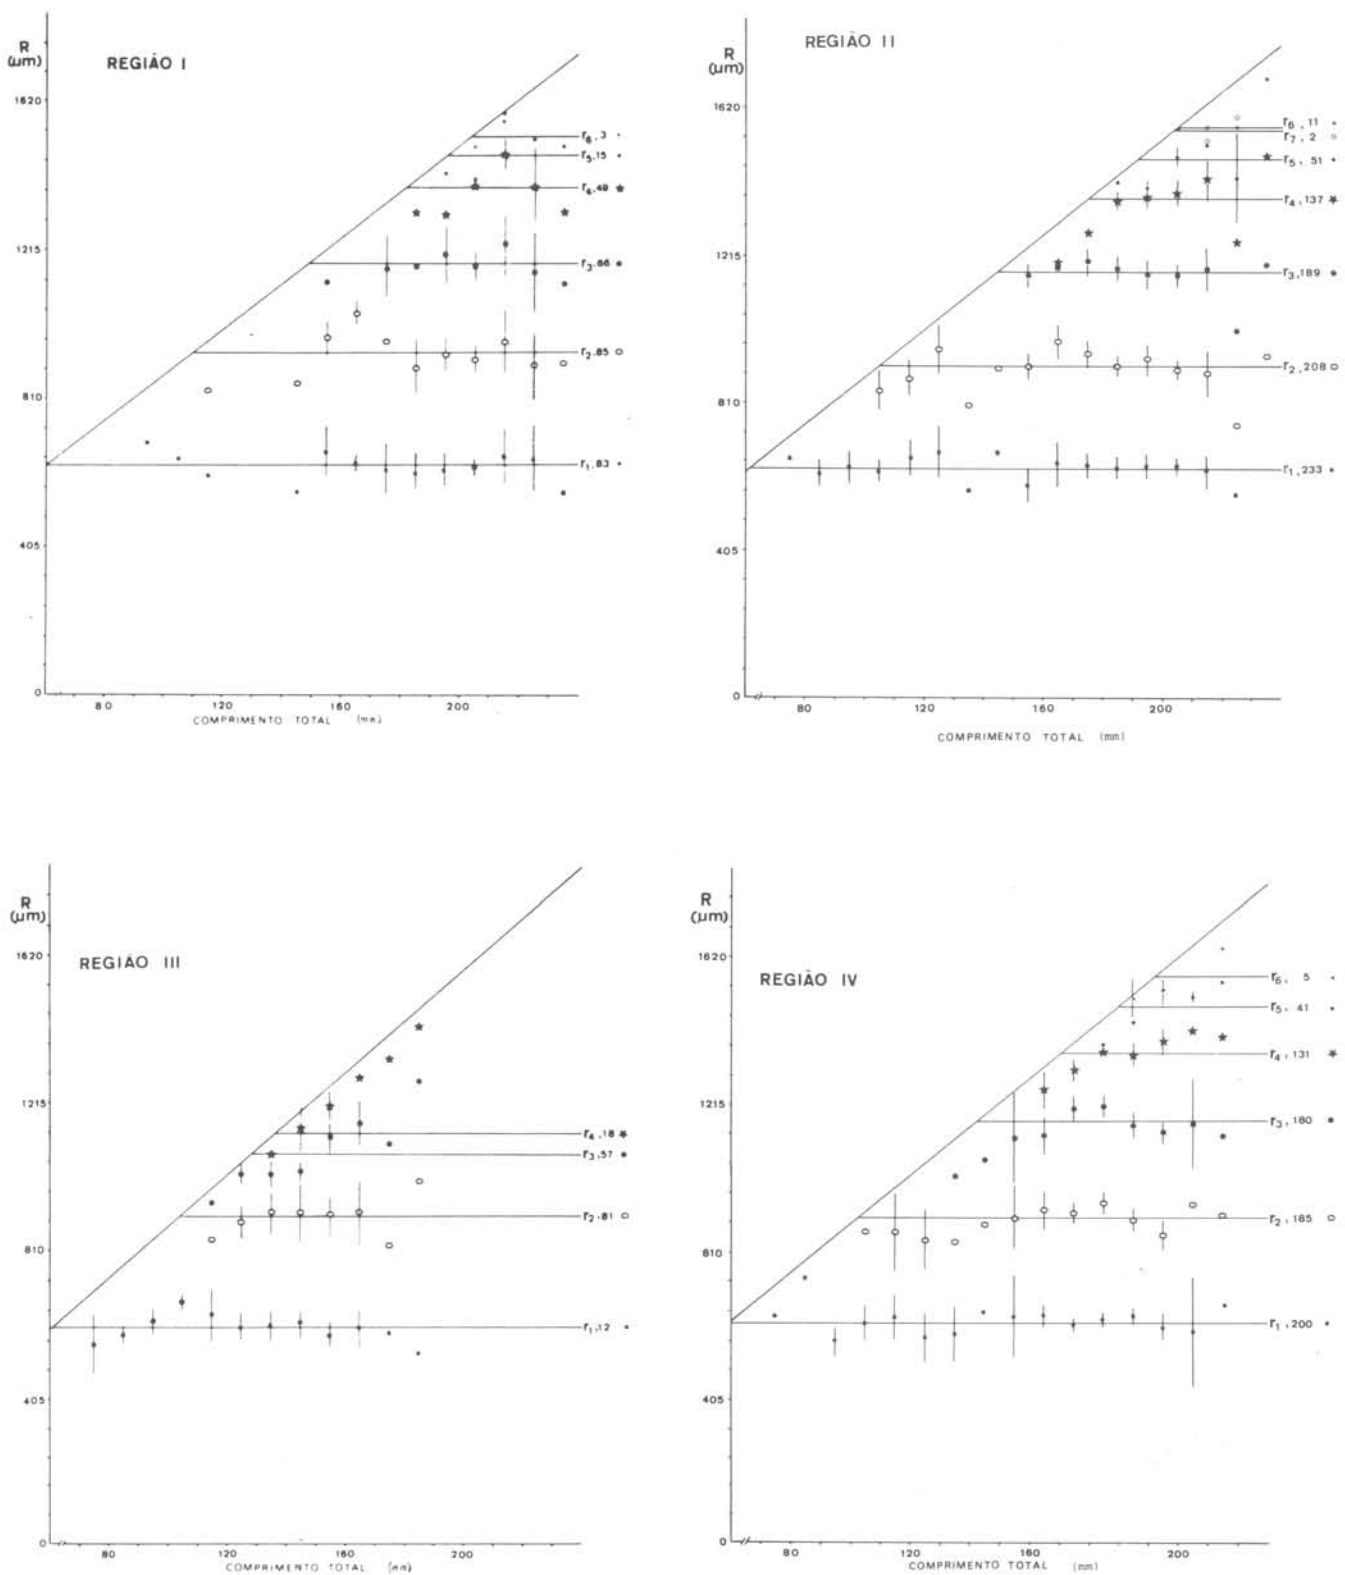 R
(µm)
REGIÃO I
1620
1215
810
405
0
r6, 3
r5. 15
r4. 49
r3. 66
r2. 85
r1. 83
80 120 160 200
COMPRIMENTO TOTAL (mm)
R
(µm)
REGIÃO II
1620
1215
810
405
0
r6, 11
r7, 2
r5, 51
r4, 137
r3, 189
r2, 208
r1, 233
80 120 160 200
COMPRIMENTO TOTAL (mm)
R
(µm)
REGIÃO III
1620
1215
810
405
0
r4, 18
r3, 57
r2. 81
r1, 12
80 120 160 200
COMPRIMENTO TOTAL (mm)
R
(µm)
REGIÃO IV
1620
1215
810
405
0
r6, 5
r5, 41
r4, 131
r3, 180
r2, 185
r1, 200
80 120 160 200
COMPRIMENTO TOTAL (mm)